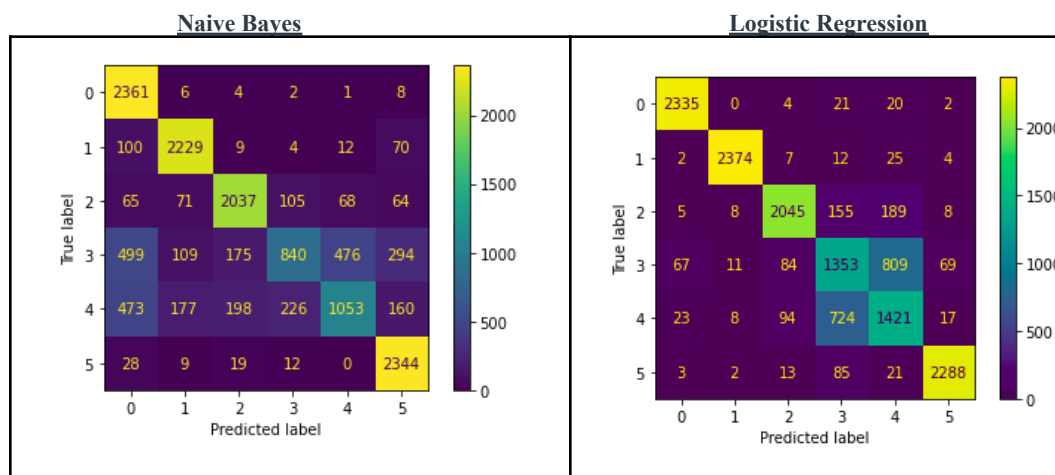 Naive Bayes
True label
0 2361 6 4 2 1 8
1 100 2229 9 4 12 70
2 65 71 2037 105 68 64
3 499 109 175 840 476 294
4 473 177 198 226 1053 160
5 28 9 19 12 0 2344
0 1 2 3 4 5
Predicted label
2000
1500
1000
500
0
Logistic Regression
True label
0 2335 0 4 21 20 2
1 2 2374 7 12 25 4
2 5 8 2045 155 189 8
3 67 11 84 1353 809 69
4 23 8 94 724 1421 17
5 3 2 13 85 21 2288
0 1 2 3 4 5
Predicted label
2000
1500
1000
500
0